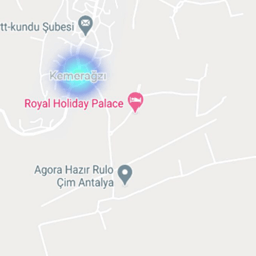 tt-kundu Şubesi
Kemerağzı
Royal Holiday Palace
Agora Hazır Rulo
Çim Antalya